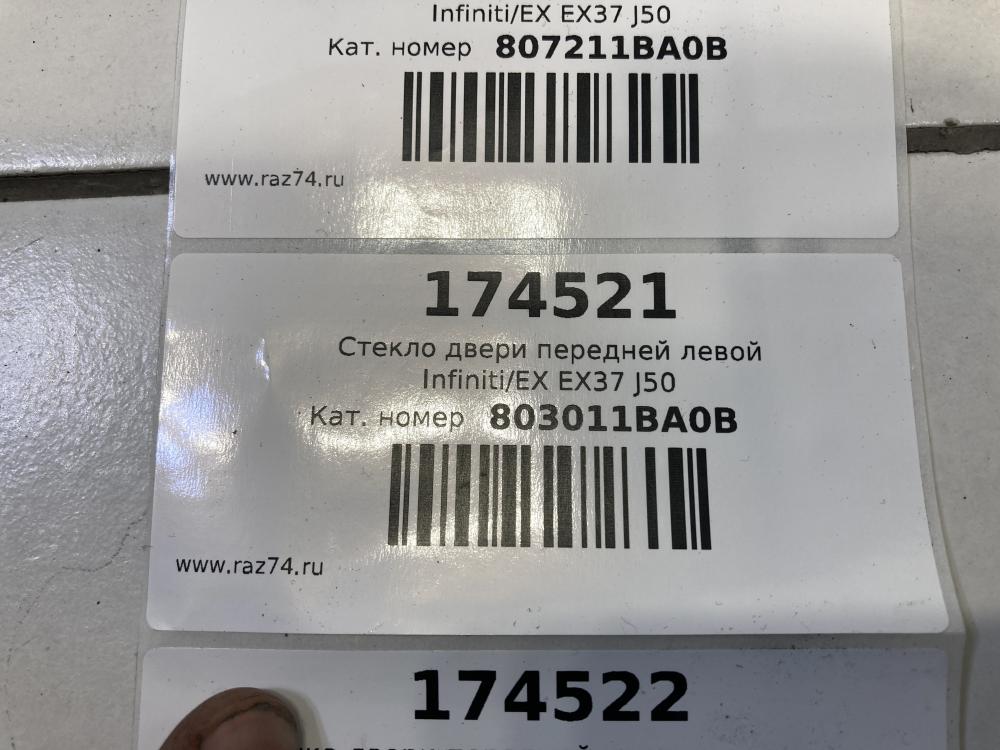 Infiniti/EX EX37 J50
Кат. номер 807211BA0B
www.raz74.ru
174521
Стекло двери передней левой
Infiniti/EX EX37 J50
Кат. номер 803011BA0B
www.raz74.ru
174522
двери